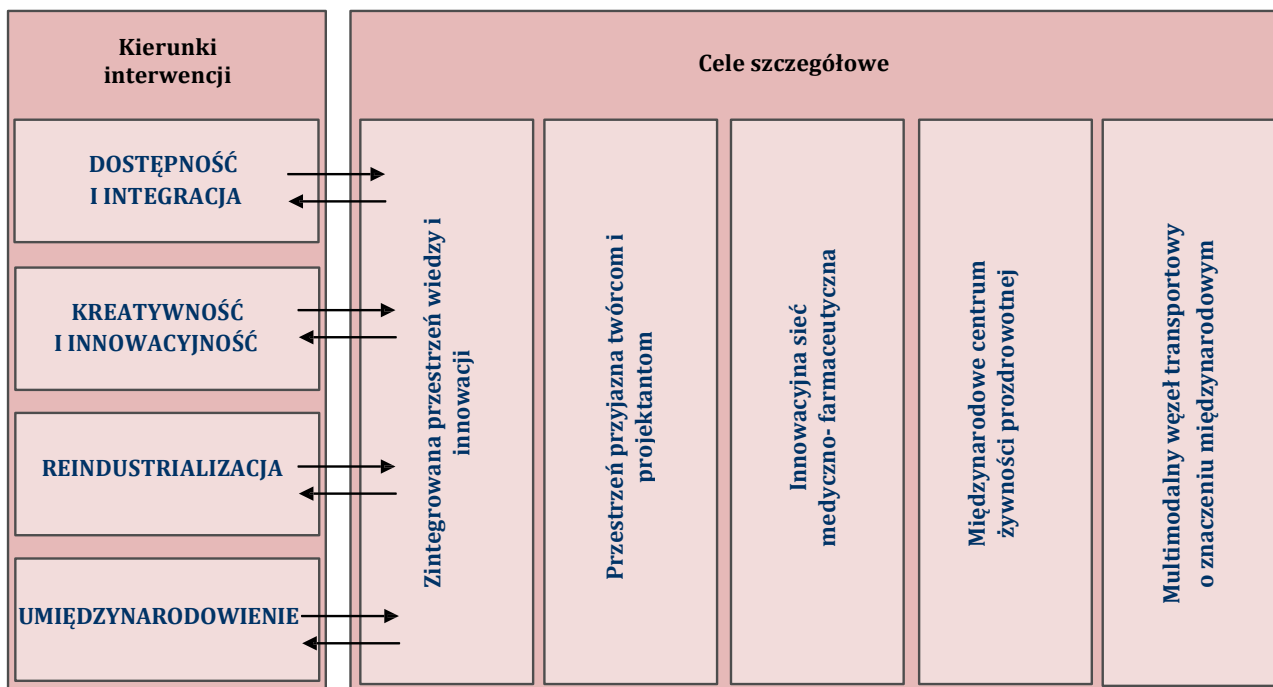 Kierunki
interwencji
DOSTĘPNOŚĆ
I INTEGRACJA
KREATYWNOŚĆ
I INNOWACYJNOŚĆ
REINDUSTRIALIZACJA
UMIĘDZYNARODOWIENIE
Cele szczegółowe
Zintegrowana przestrzeń wiedzy i
innowacji
Przestrzeń przyjazna twórcom i
projektantom
Innowacyjna sieć
medyczno- farmaceutyczna
Międzynarodowe centrum
żywności prozdrowotnej
Multimodalny węzeł transportowy
o znaczeniu międzynarodowym